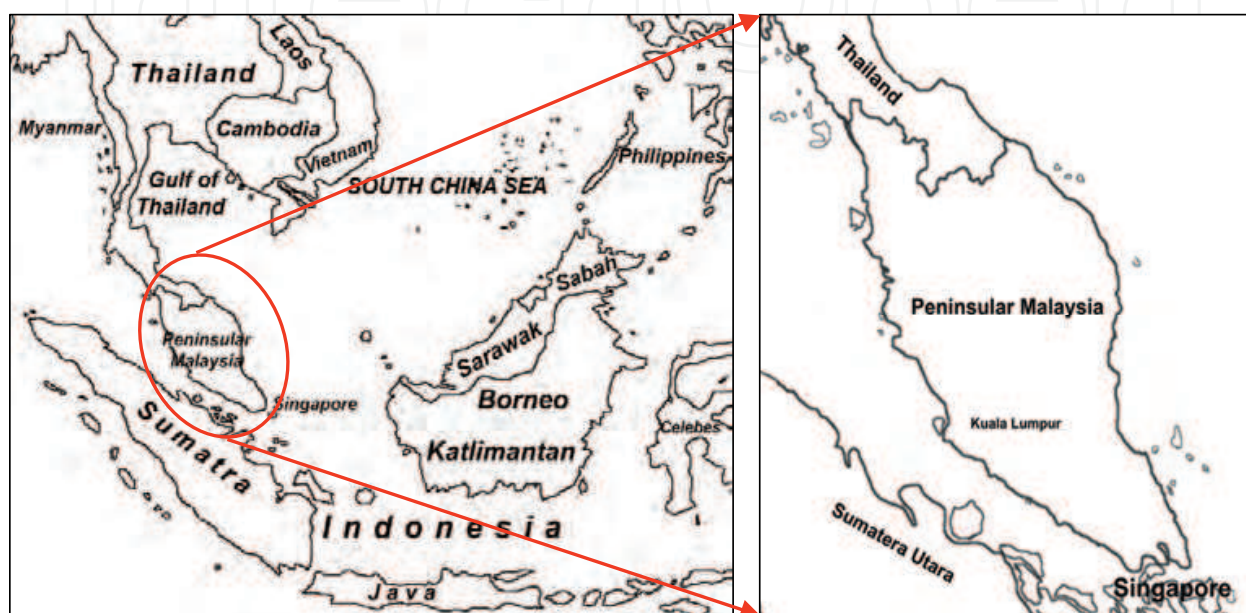 Laos
Thailand
Myanmar
Cambodia
Vietnam
Philippines
Gulf of
Thailand
SOUTH CHINA SEA
Sabah
Peninsular
Malaysia
Sarawak
Singapore
Borneo
Celebes
Sumatra
Katlimantan
Indonesia
Java
Thailand
Peninsular Malaysia
Kuala Lumpur
Sumatera Utara
Singapore